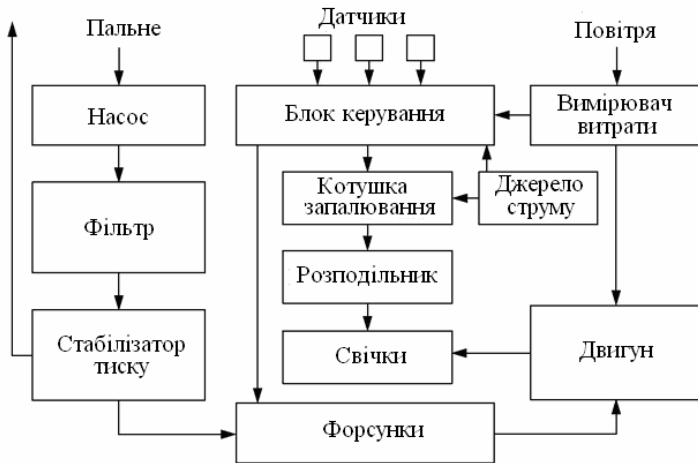 Пальне
Датчики
Повітря
Насос
Блок керування
Вимірювач
витрати
Котушка
запалювання
Джерело
струму
Фільтр
Розподільник
Стабілізатор
тиску
Свічки
Двигун
Форсунки